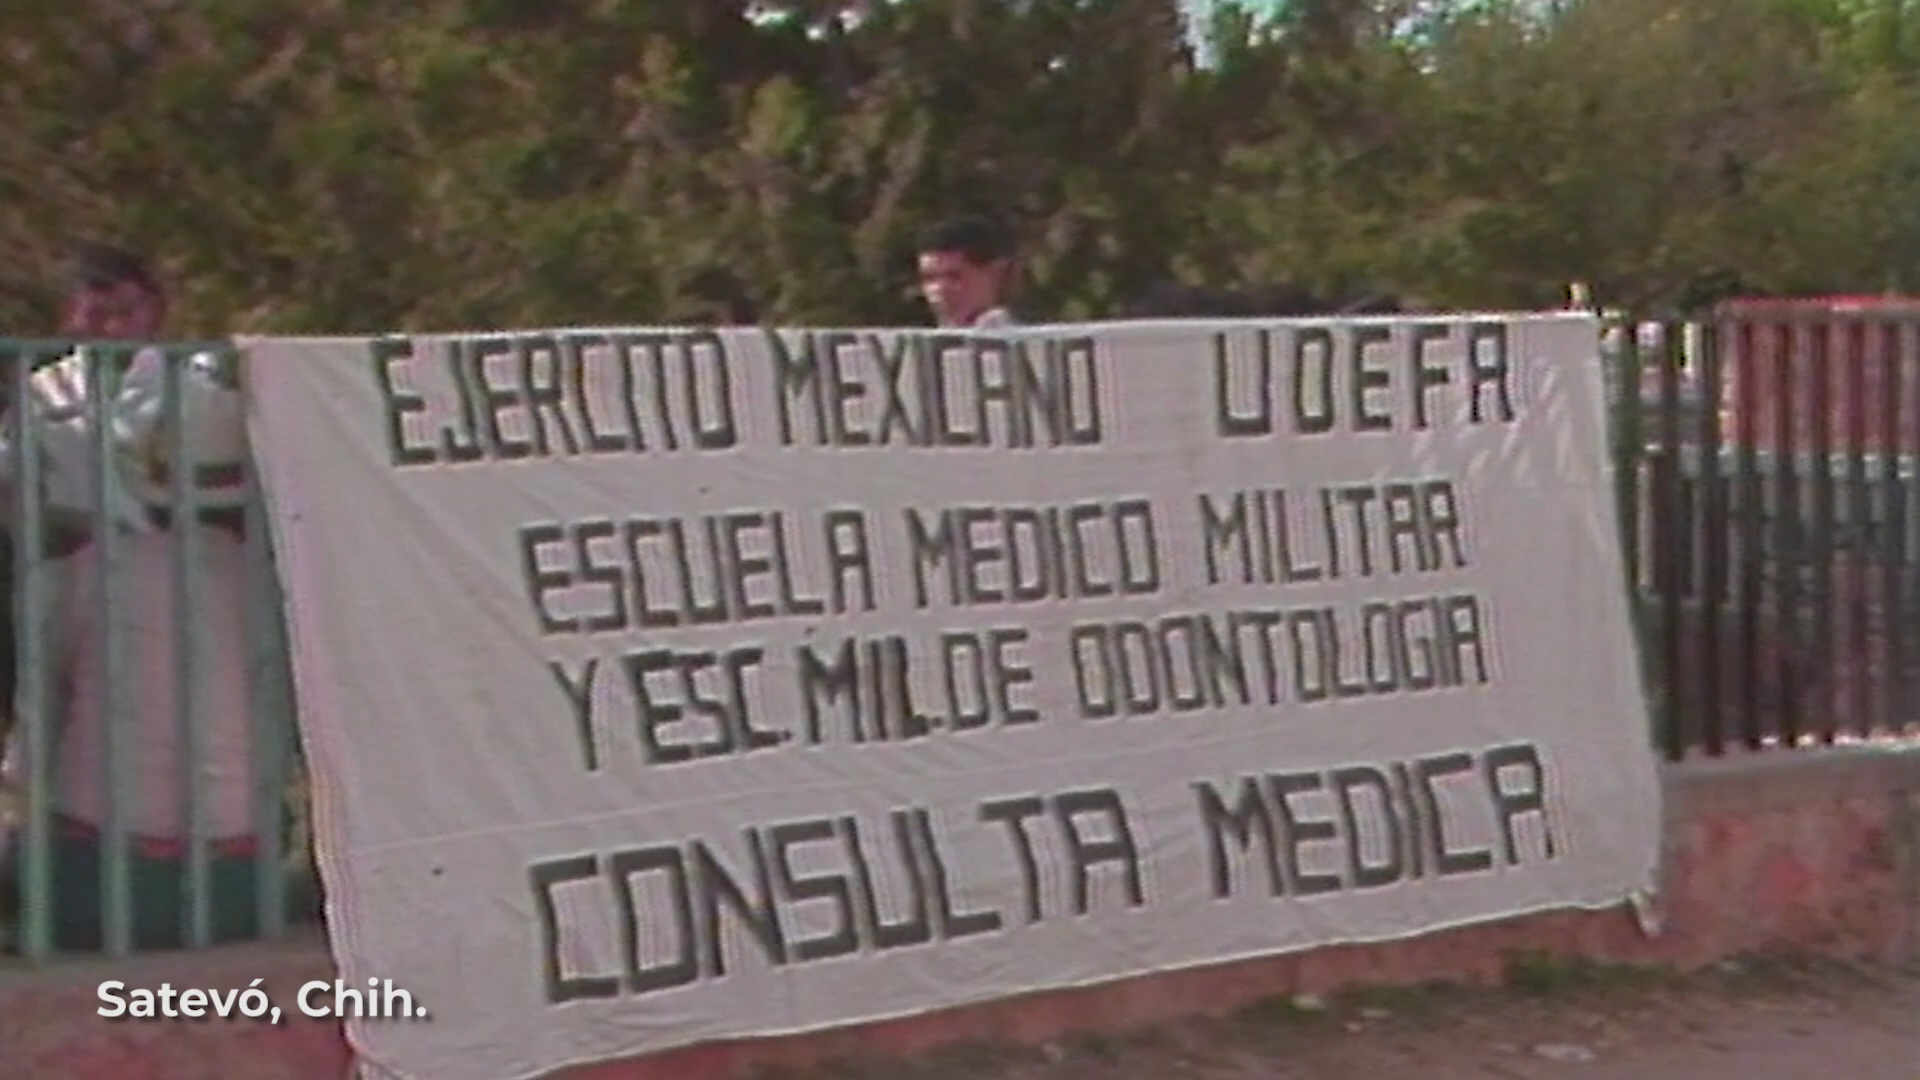 EJERCITO MEXICANO UDEFA
ESCUELA MEDICO MILITAR
Y ESC. MIL. DE ODONTOLOGIA
CONSULTA MEDICA
Satevó, Chih.